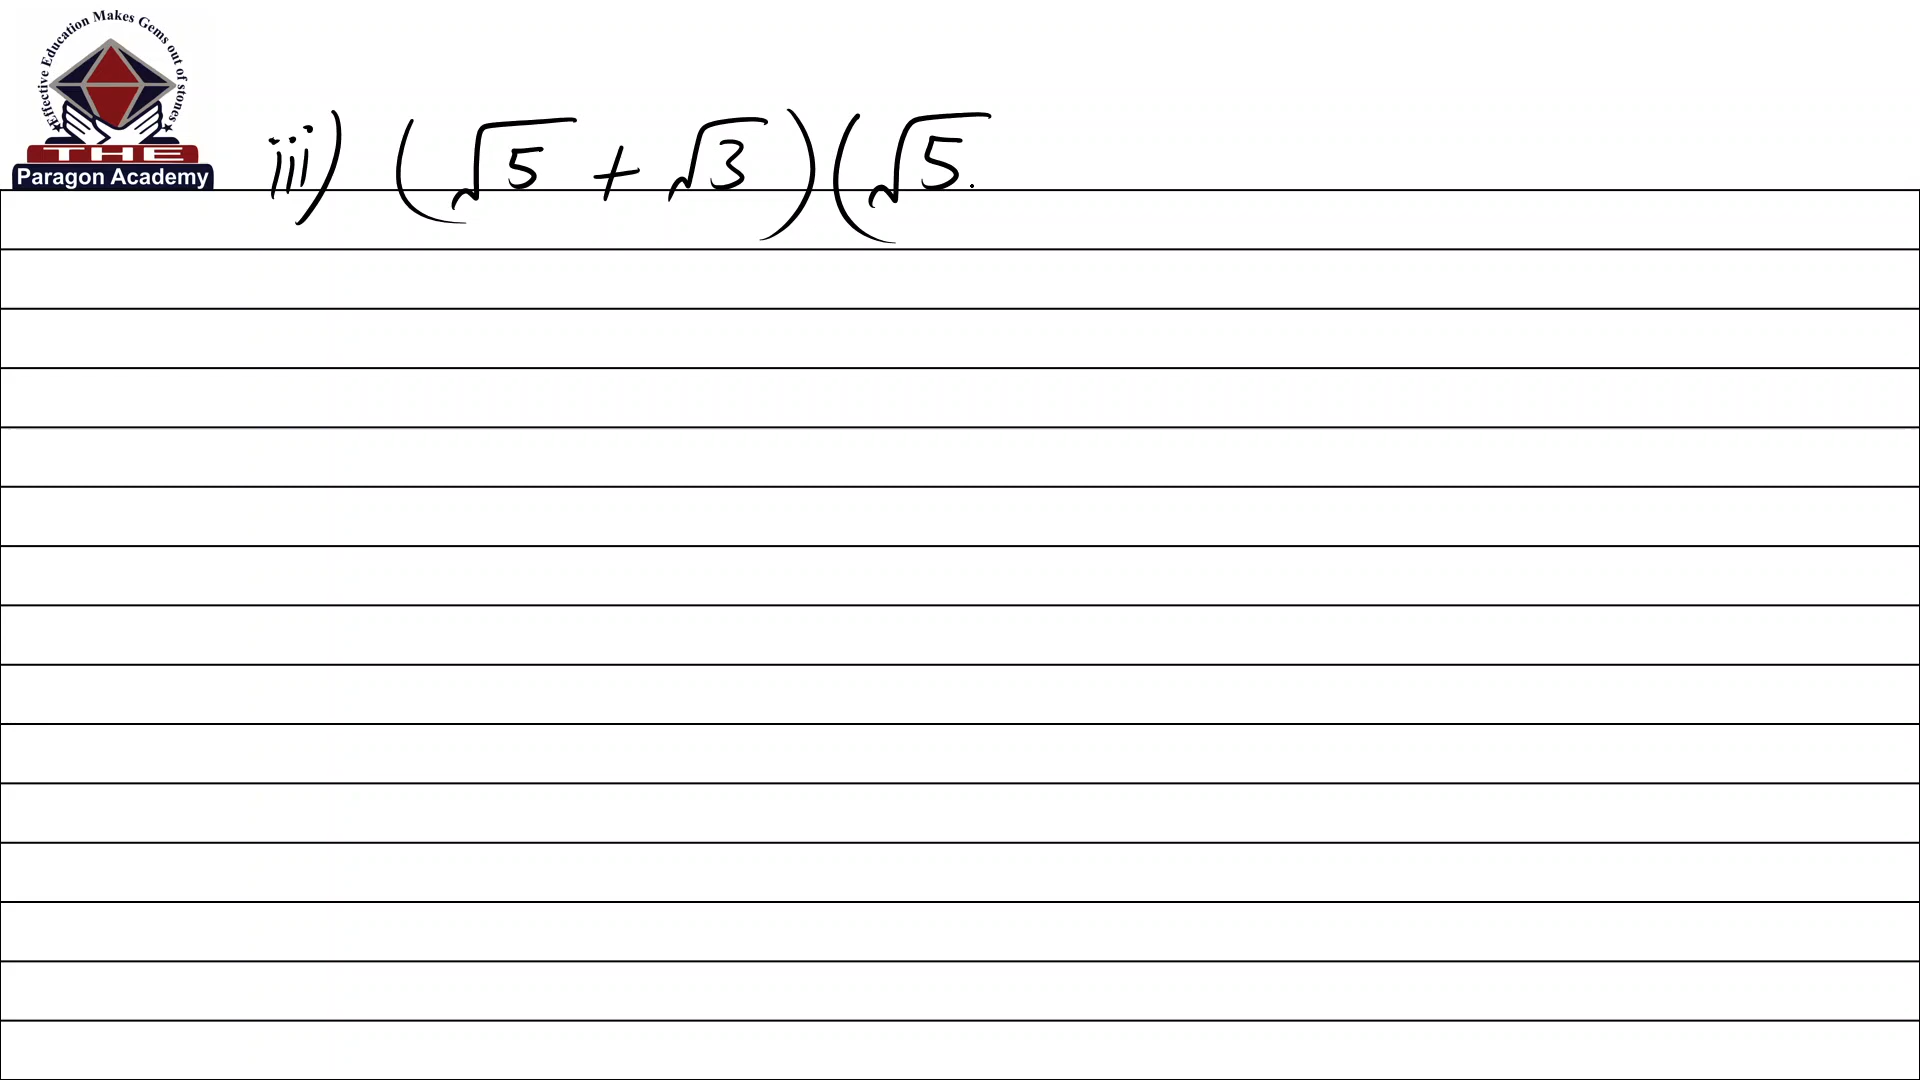 Effective Education Makes Gems out of stones
THE
Paragon Academy
iii) (√5 + √3)(√5.